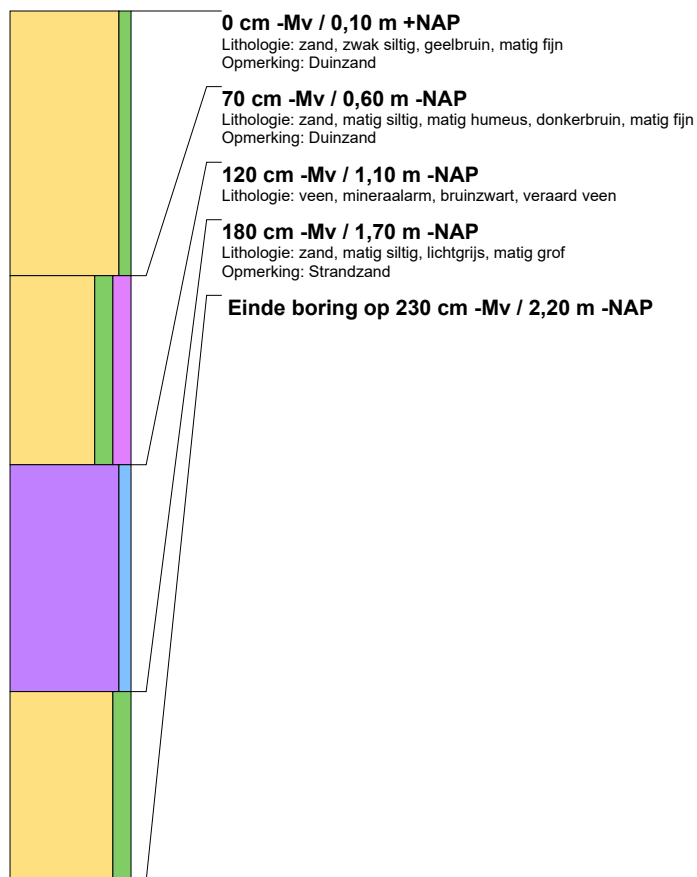 0 cm -Mv / 0,10 m +NAP
Lithologie: zand, zwak siltig, geelbruin, matig fijn
Opmerking: Duinzand
70 cm -Mv / 0,60 m -NAP
Lithologie: zand, matig siltig, matig humeus, donkerbruin, matig fijn
Opmerking: Duinzand
120 cm -Mv / 1,10 m -NAP
Lithologie: veen, mineraalarm, bruinzwart, veraard veen
180 cm -Mv / 1,70 m -NAP
Lithologie: zand, matig siltig, lichtgrijs, matig grof
Opmerking: Strandzand
Einde boring op 230 cm -Mv / 2,20 m -NAP